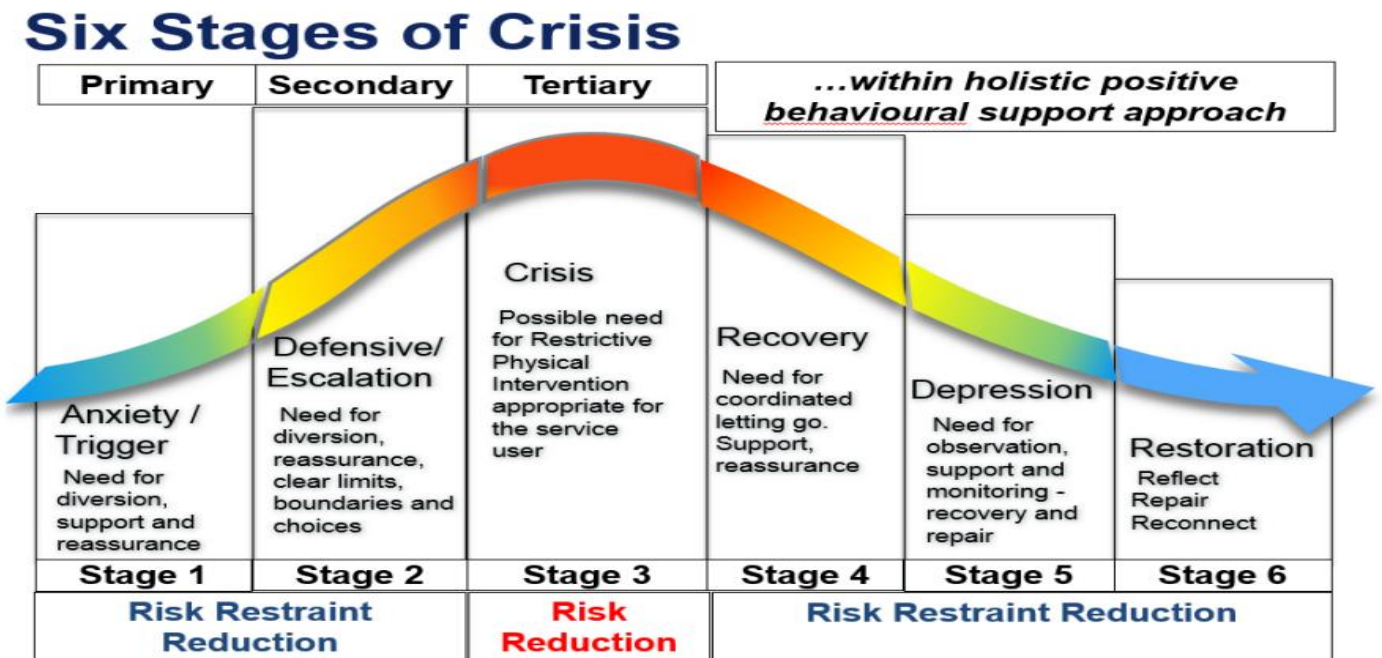 Six Stages of Crisis
Primary
Secondary
Tertiary
...within holistic positive
behavioural support approach
Anxiety /
Trigger
Need for
diversion,
support and
reassurance
Defensive/
Escalation
Need for
diversion,
reassurance,
clear limits,
boundaries and
choices
Crisis
Possible need
for Restrictive
Physical
Intervention
appropriate for
the service
user
Recovery
Need for
coordinated
letting go.
Support,
reassurance
Depression
Need for
observation,
support and
monitoring -
recovery and
repair
Restoration
Reflect
Repair
Reconnect
Stage 1
Stage 2
Stage 3
Stage 4
Stage 5
Stage 6
Risk Restraint
Reduction
Risk
Reduction
Risk Restraint Reduction